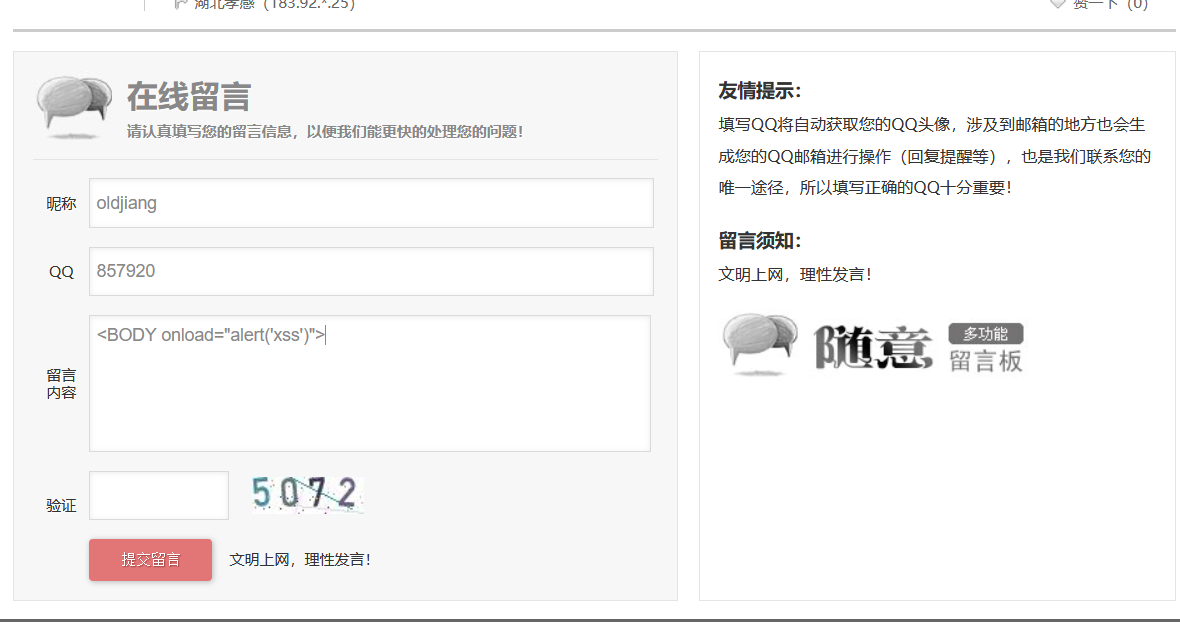 湖北孝感 (183.92.*.25)
赞一下 (0)
在线留言
请认真填写您的留言信息，以便我们能更快的处理您的问题！
昵称 oldjiang
QQ 857920
留言内容 <BODY onload="alert('xss')">
验证 5072
提交留言 文明上网，理性发言！
友情提示：
填写QQ将自动获取您的QQ头像，涉及到邮箱的地方也会生
成您的QQ邮箱进行操作（回复提醒等），也是我们联系您的
唯一途径，所以填写正确的QQ十分重要！
留言须知：
文明上网，理性发言！
随意 多功能
留言板